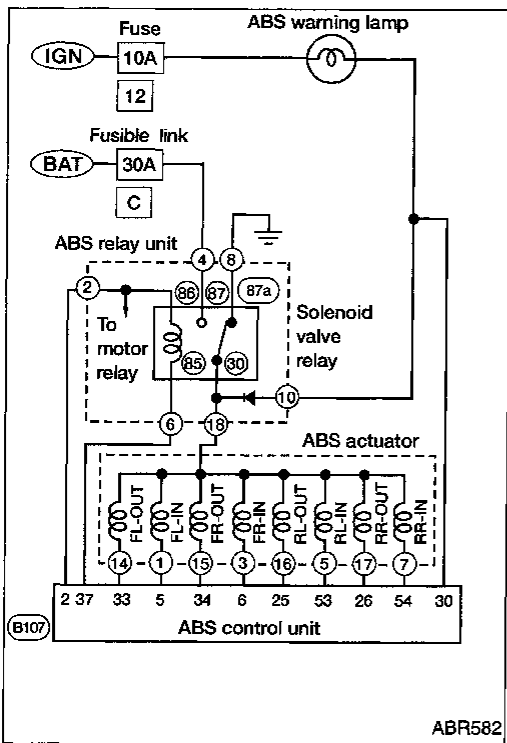 Fuse
ABS warning lamp
IGN
10A
12
Fusible link
BAT
30A
C
ABS relay unit
4
8
2
86
87
87a
To
motor
relay
85
30
Solenoid
valve
relay
10
6
18
ABS actuator
FL-OUT
FL-IN
FR-OUT
FR-IN
RL-OUT
RL-IN
RR-OUT
RR-IN
14
1
15
3
16
5
17
7
2 37 33 5 34 6 25 53 26 54 30
B107
ABS control unit
ABR582